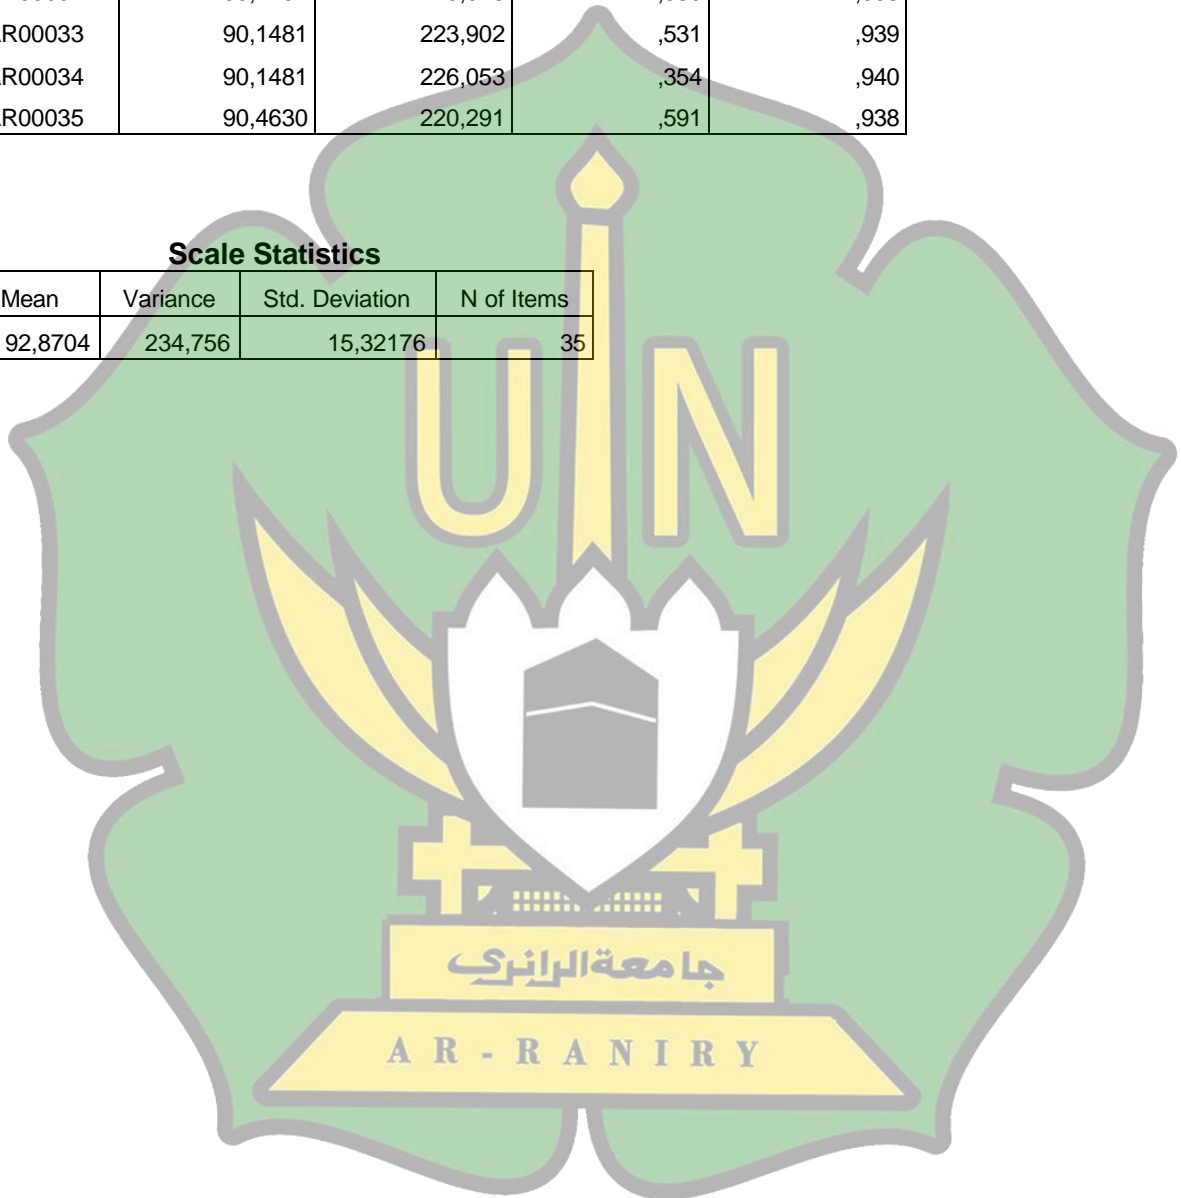 R00033 90,1481 223,902 ,531 ,939
R00034 90,1481 226,053 ,354 ,940
R00035 90,4630 220,291 ,591 ,938
Scale Statistics
Mean Variance Std. Deviation N of Items
92,8704 234,756 15,32176 35
UIN
جامعةالرانري
AR-RANIRY